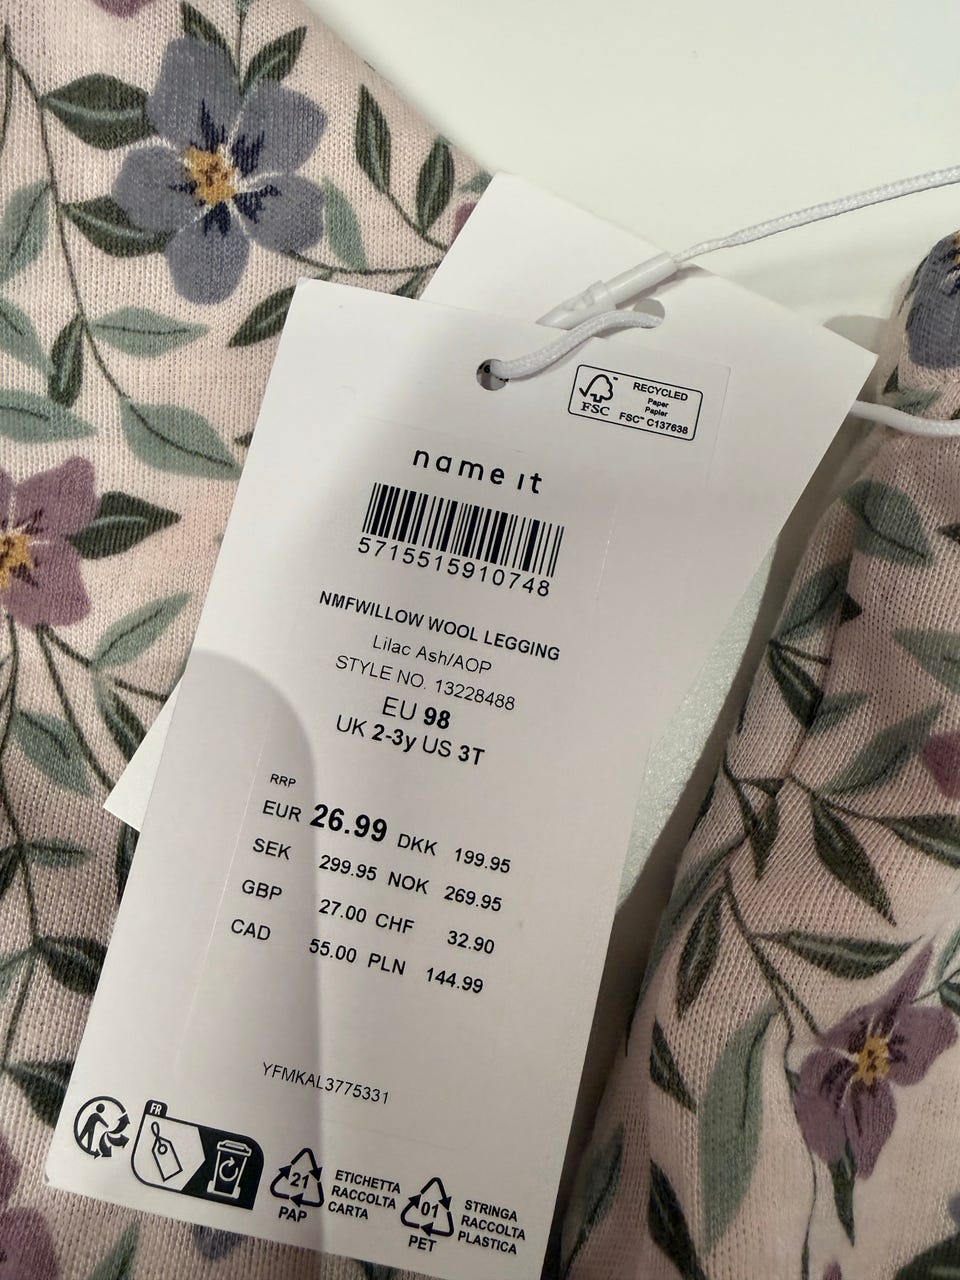 FSC™
RECYCLED
Paper
Papier
FSC™ C137638
name it
5715515910748
NMFWILLOW WOOL LEGGING
Lilac Ash/AOP
STYLE NO. 13228488
EU 98
UK 2-3y US 3T
RRP
EUR 26.99 DKK 199.95
SEK 299.95 NOK 269.95
GBP 27.00 CHF 32.90
CAD 55.00 PLN 144.99
YFMKAL3775331
FR
21
PAP
ETICHETTA
RACCOLTA
CARTA
01
PET
STRINGA
RACCOLTA
PLASTICA